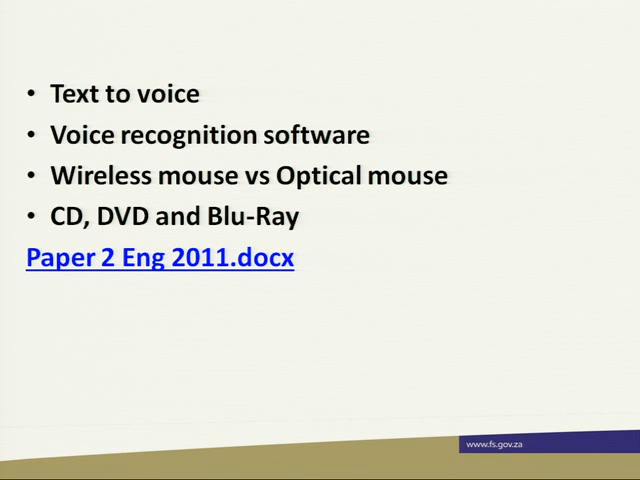 • Text to voice
• Voice recognition software
• Wireless mouse vs Optical mouse
• CD, DVD and Blu-Ray
Paper 2 Eng 2011.docx
www.fs.gov.za